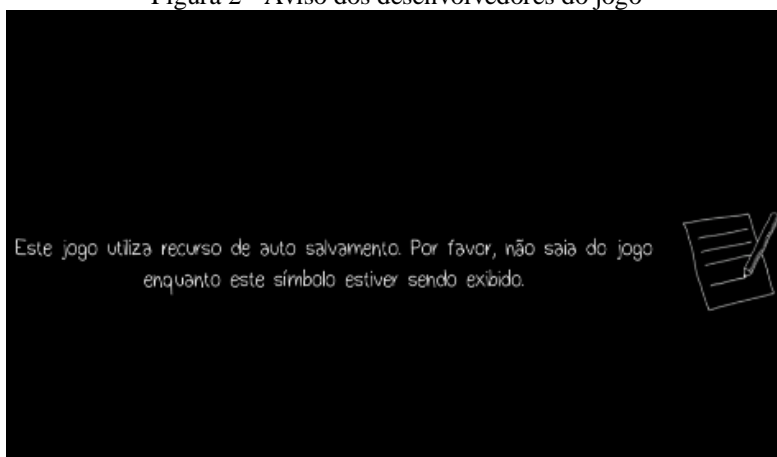 Figura 2 - Aviso dos desenvolvedores do jogo
Este jogo utiliza recurso de auto salvamento. Por favor, não saia do jogo
enquanto este símbolo estiver sendo exibido.